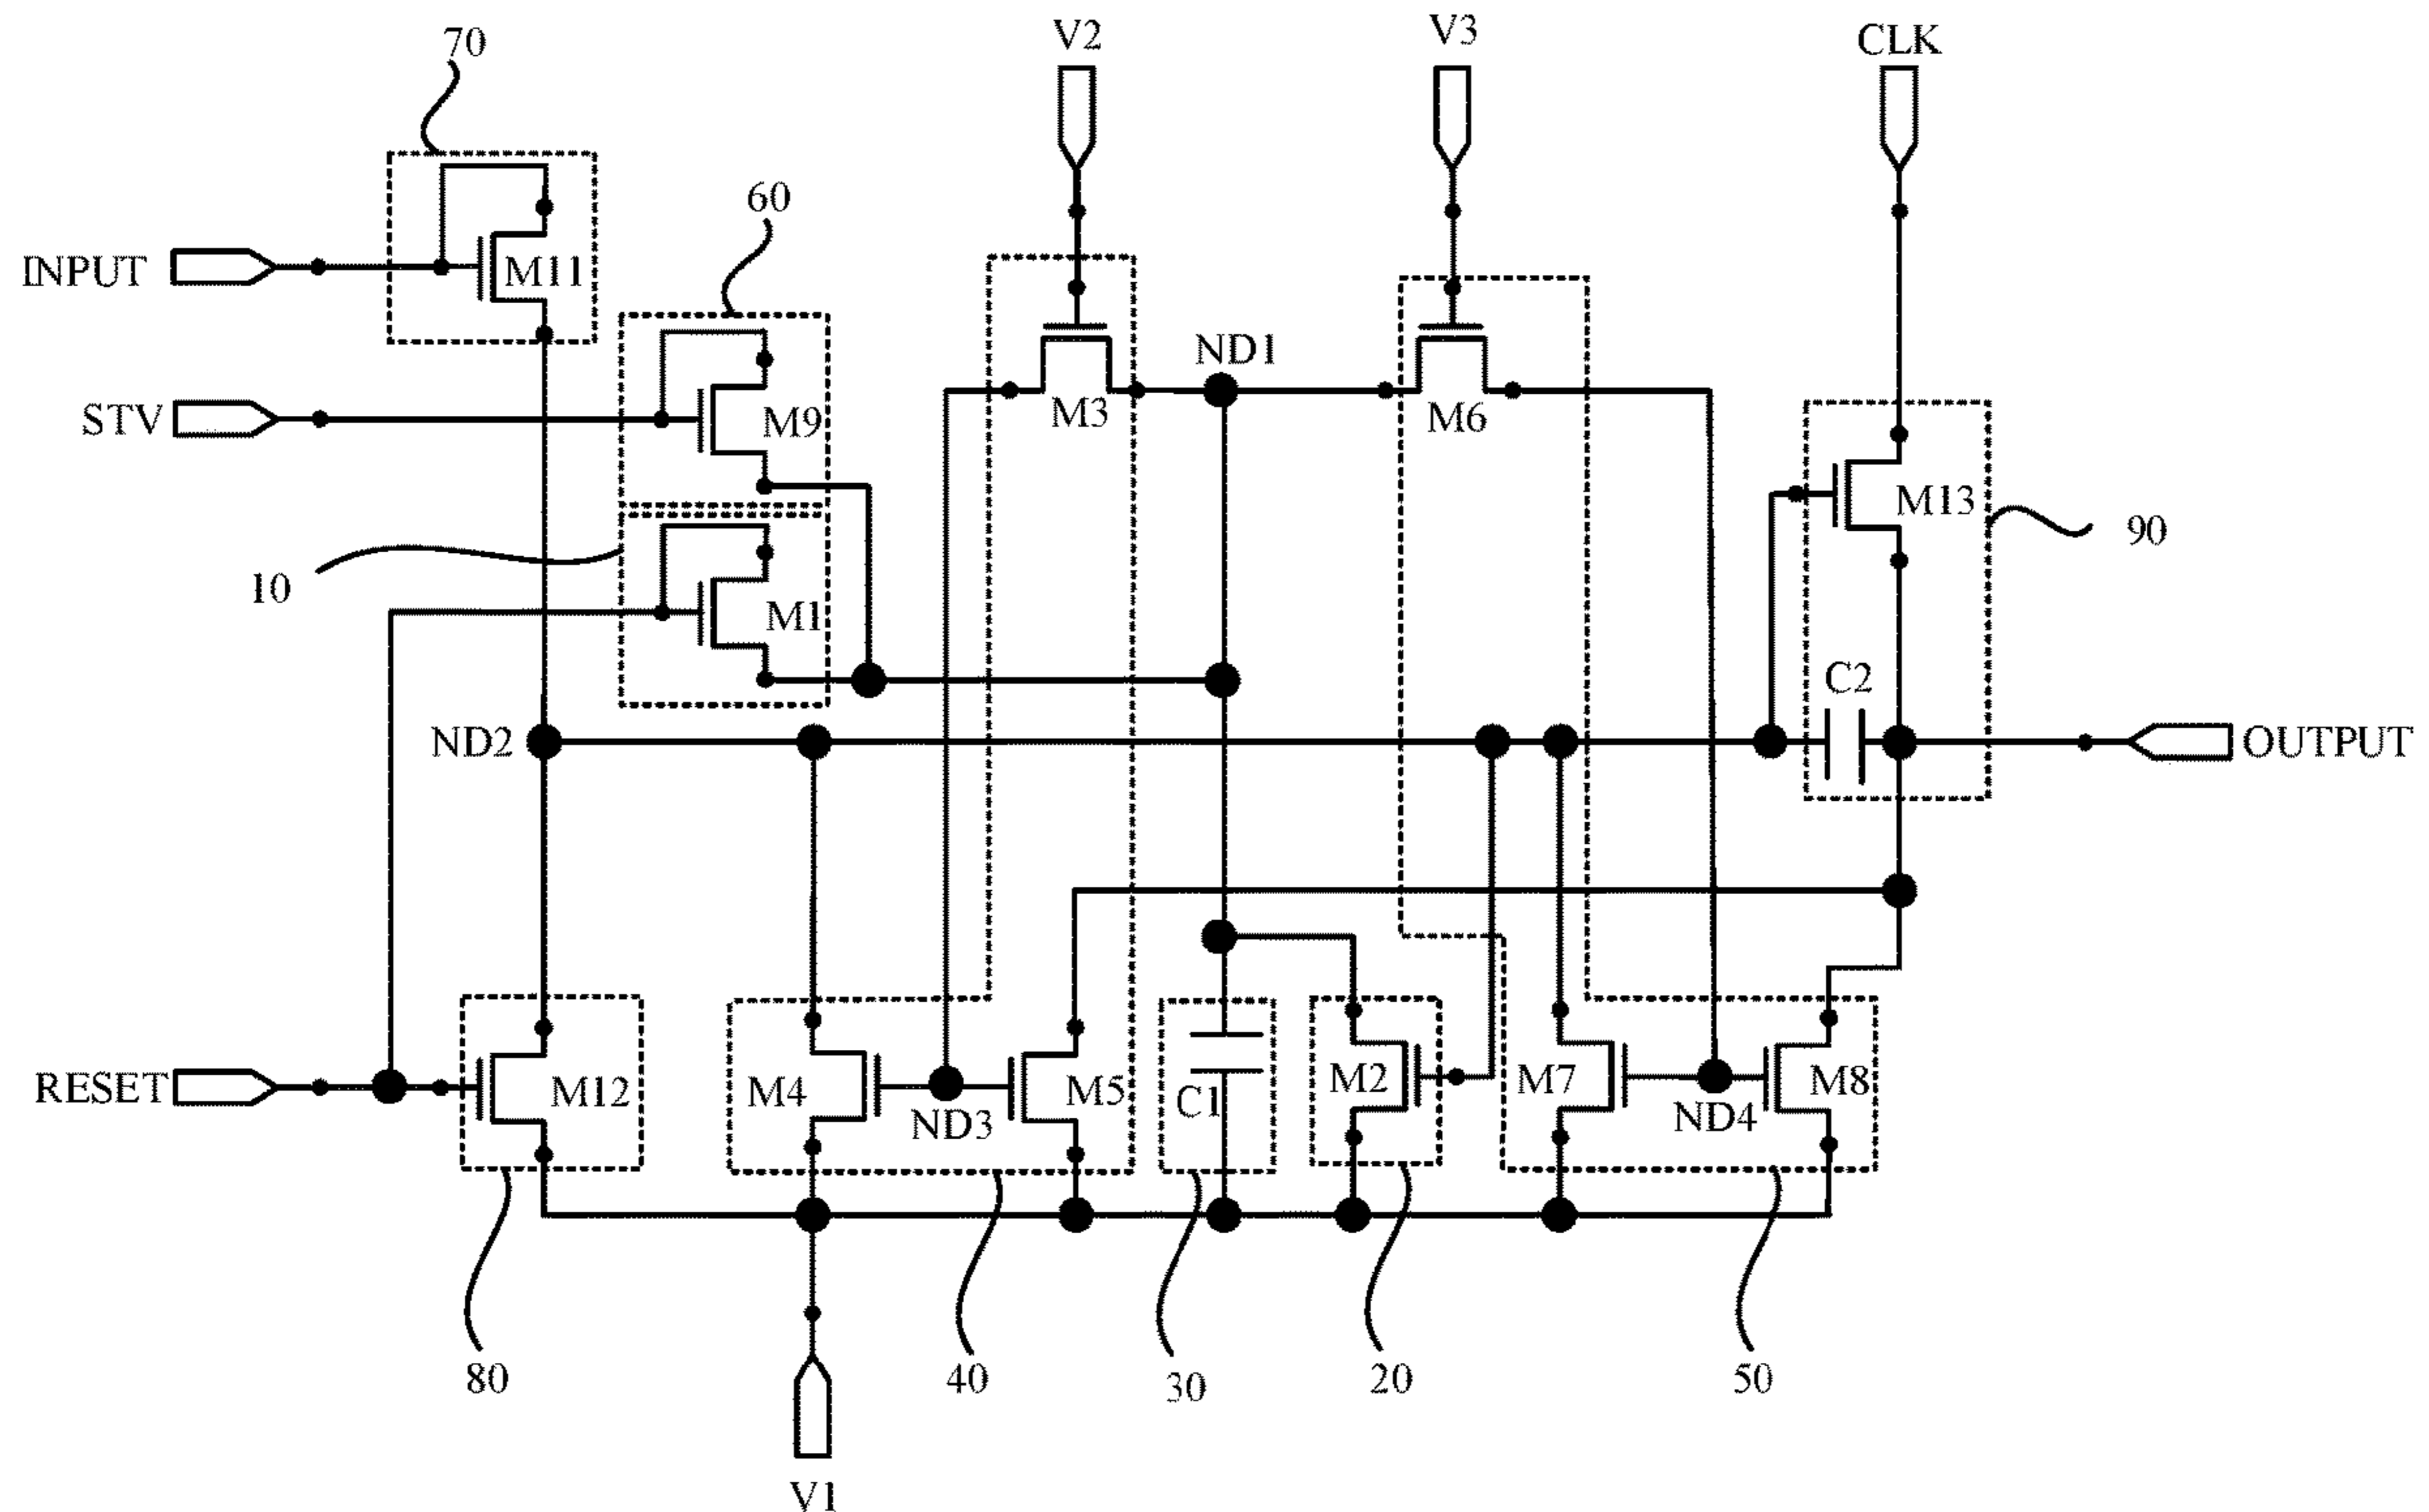 V2
V3
CLK
70
60
INPUT
M11
ND1
STV
M9
M3
M6
M13
90
10
M1
C2
ND2
OUTPUT
RESET
M12
M4
ND3
M5
C1
M2
M7
ND4
M8
80
40
30
20
50
V1